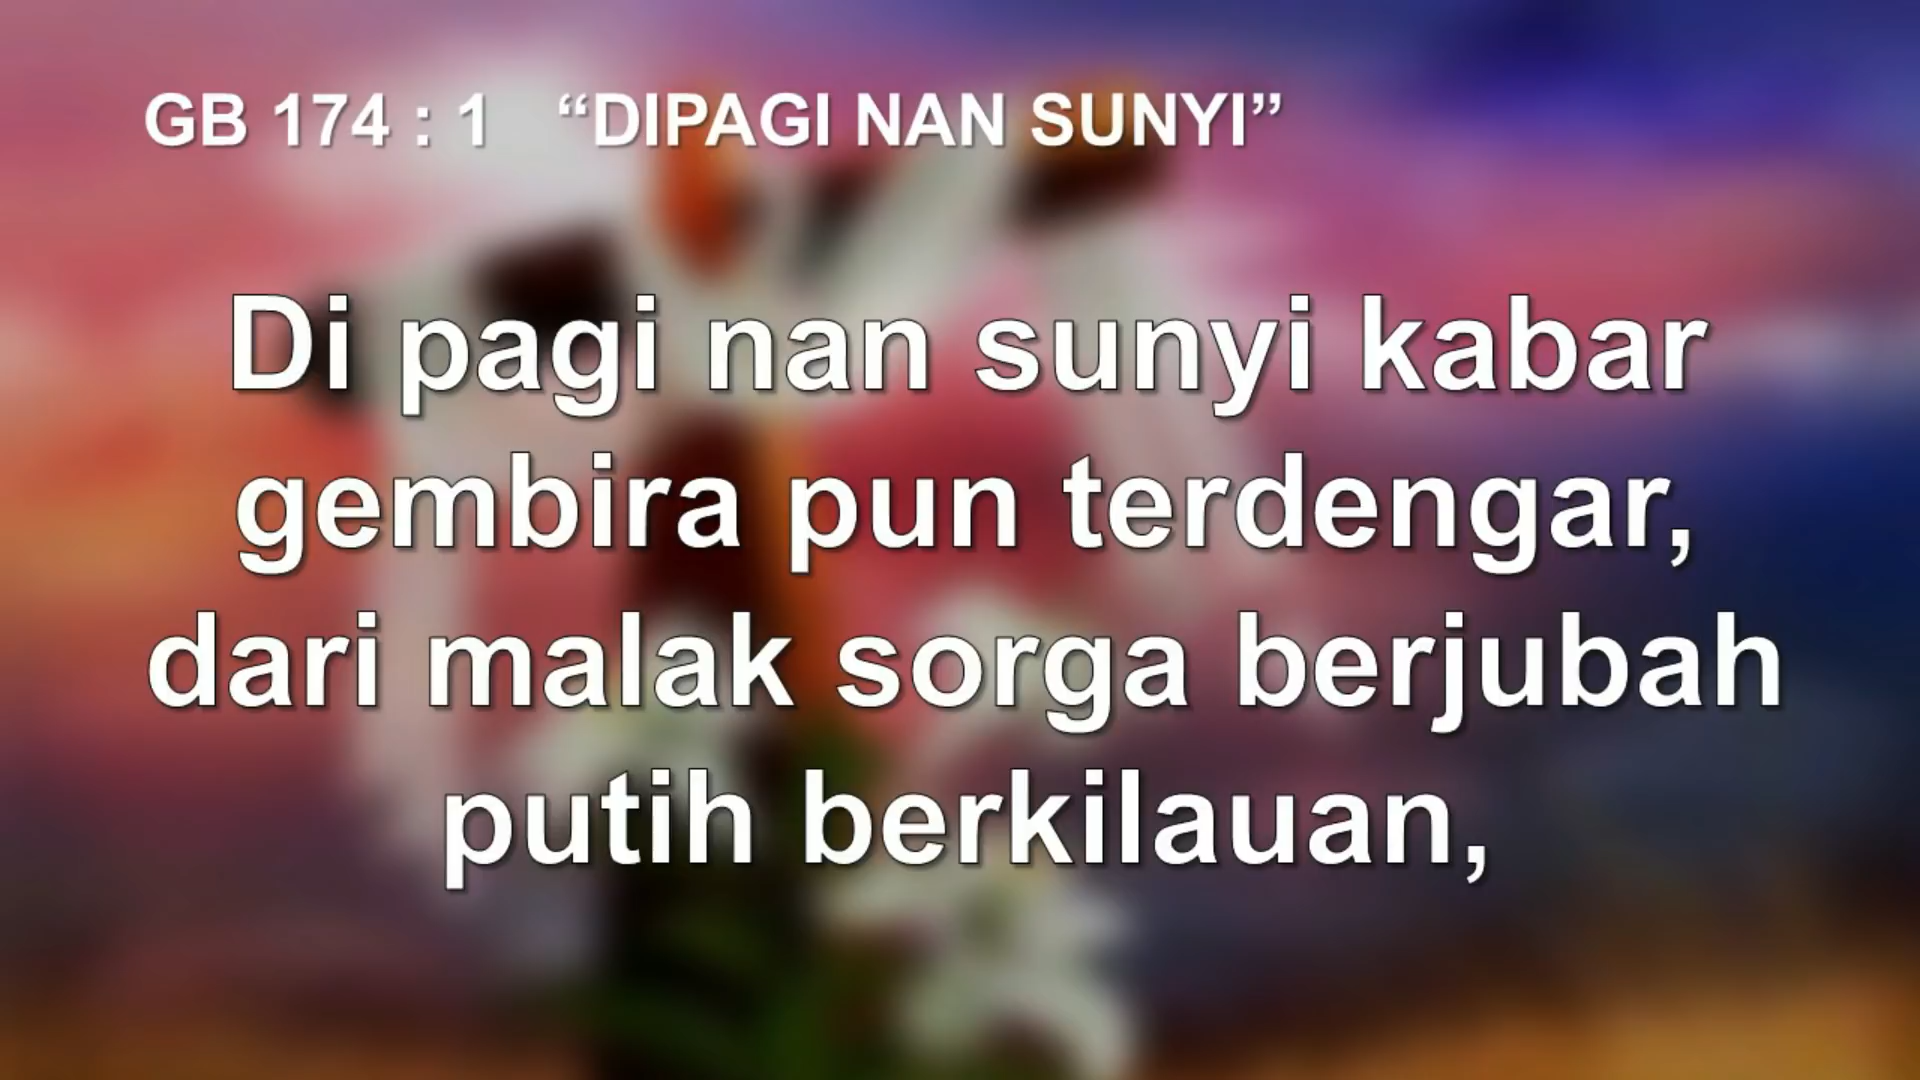 GB 174 : 1 “DIPAGI NAN SUNYI”
Di pagi nan sunyi kabar
gembira pun terdengar,
dari malak sorga berjubah
putih berkilauan,